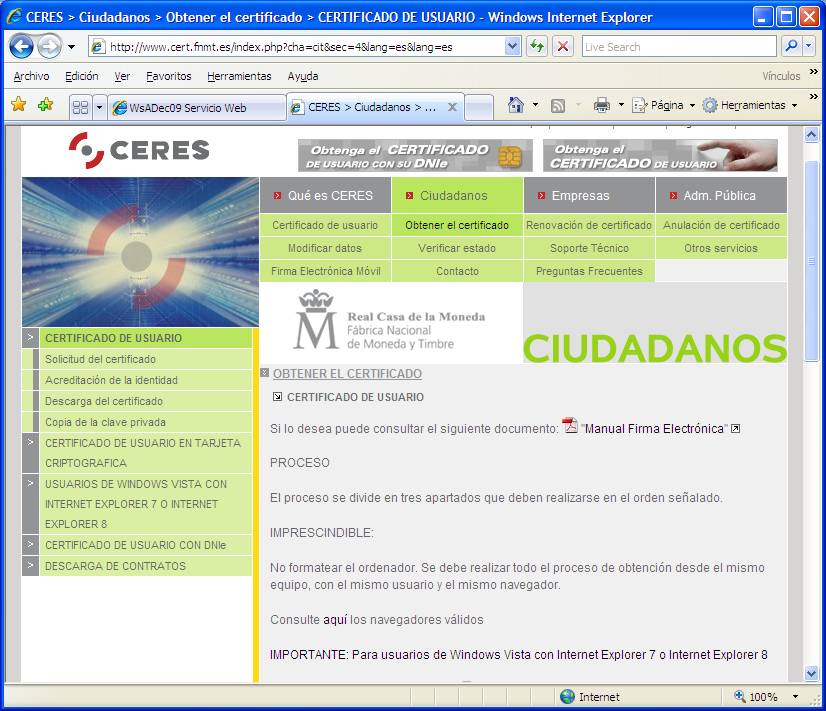 CERES > Ciudadanos > Obtener el certificado > CERTIFICADO DE USUARIO - Windows Internet Explorer
http://www.cert.fnmt.es/index.php?cha=cit&sec=4&lang=es&lang=es
Live Search
Archivo Edición Ver Favoritos Herramientas Ayuda
Vínculos
WsADec09 Servicio Web
CERES > Ciudadanos > ...
Página
Herramientas
CERES
Obtenga el CERTIFICADO
DE USUARIO CON SU DNIe
Obtenga el
CERTIFICADO DE USUARIO
Qué es CERES
Ciudadanos
Empresas
Adm. Pública
Certificado de usuario
Obtener el certificado
Renovación de certificado
Anulación de certificado
Modificar datos
Verificar estado
Soporte Técnico
Otros servicios
Firma Electrónica Móvil
Contacto
Preguntas Frecuentes
Real Casa de la Moneda
Fábrica Nacional
de Moneda y Timbre
CIUDADANOS
> CERTIFICADO DE USUARIO
Solicitud del certificado
Acreditación de la identidad
Descarga del certificado
Copia de la clave privada
> CERTIFICADO DE USUARIO EN TARJETA
CRIPTOGRAFICA
> USUARIOS DE WINDOWS VISTA CON
INTERNET EXPLORER 7 O INTERNET
EXPLORER 8
> CERTIFICADO DE USUARIO CON DNIe
> DESCARGA DE CONTRATOS
OBTENER EL CERTIFICADO
CERTIFICADO DE USUARIO
Si lo desea puede consultar el siguiente documento: "Manual Firma Electrónica"
PROCESO
El proceso se divide en tres apartados que deben realizarse en el orden señalado.
IMPRESCINDIBLE:
No formatear el ordenador. Se debe realizar todo el proceso de obtención desde el mismo
equipo, con el mismo usuario y el mismo navegador.
Consulte aquí los navegadores válidos
IMPORTANTE: Para usuarios de Windows Vista con Internet Explorer 7 o Internet Explorer 8
Internet
100%